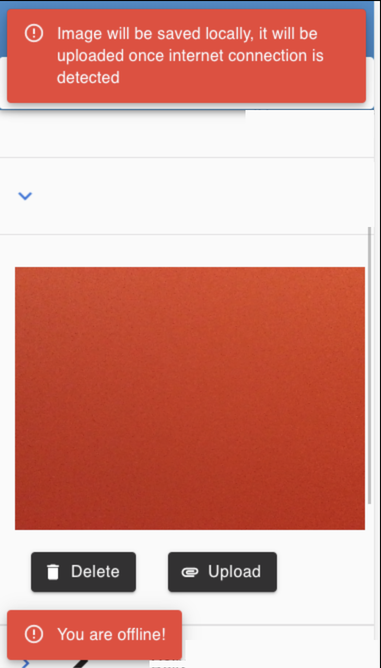 Image will be saved locally, it will be
uploaded once internet connection is
detected
Delete
Upload
You are offline!